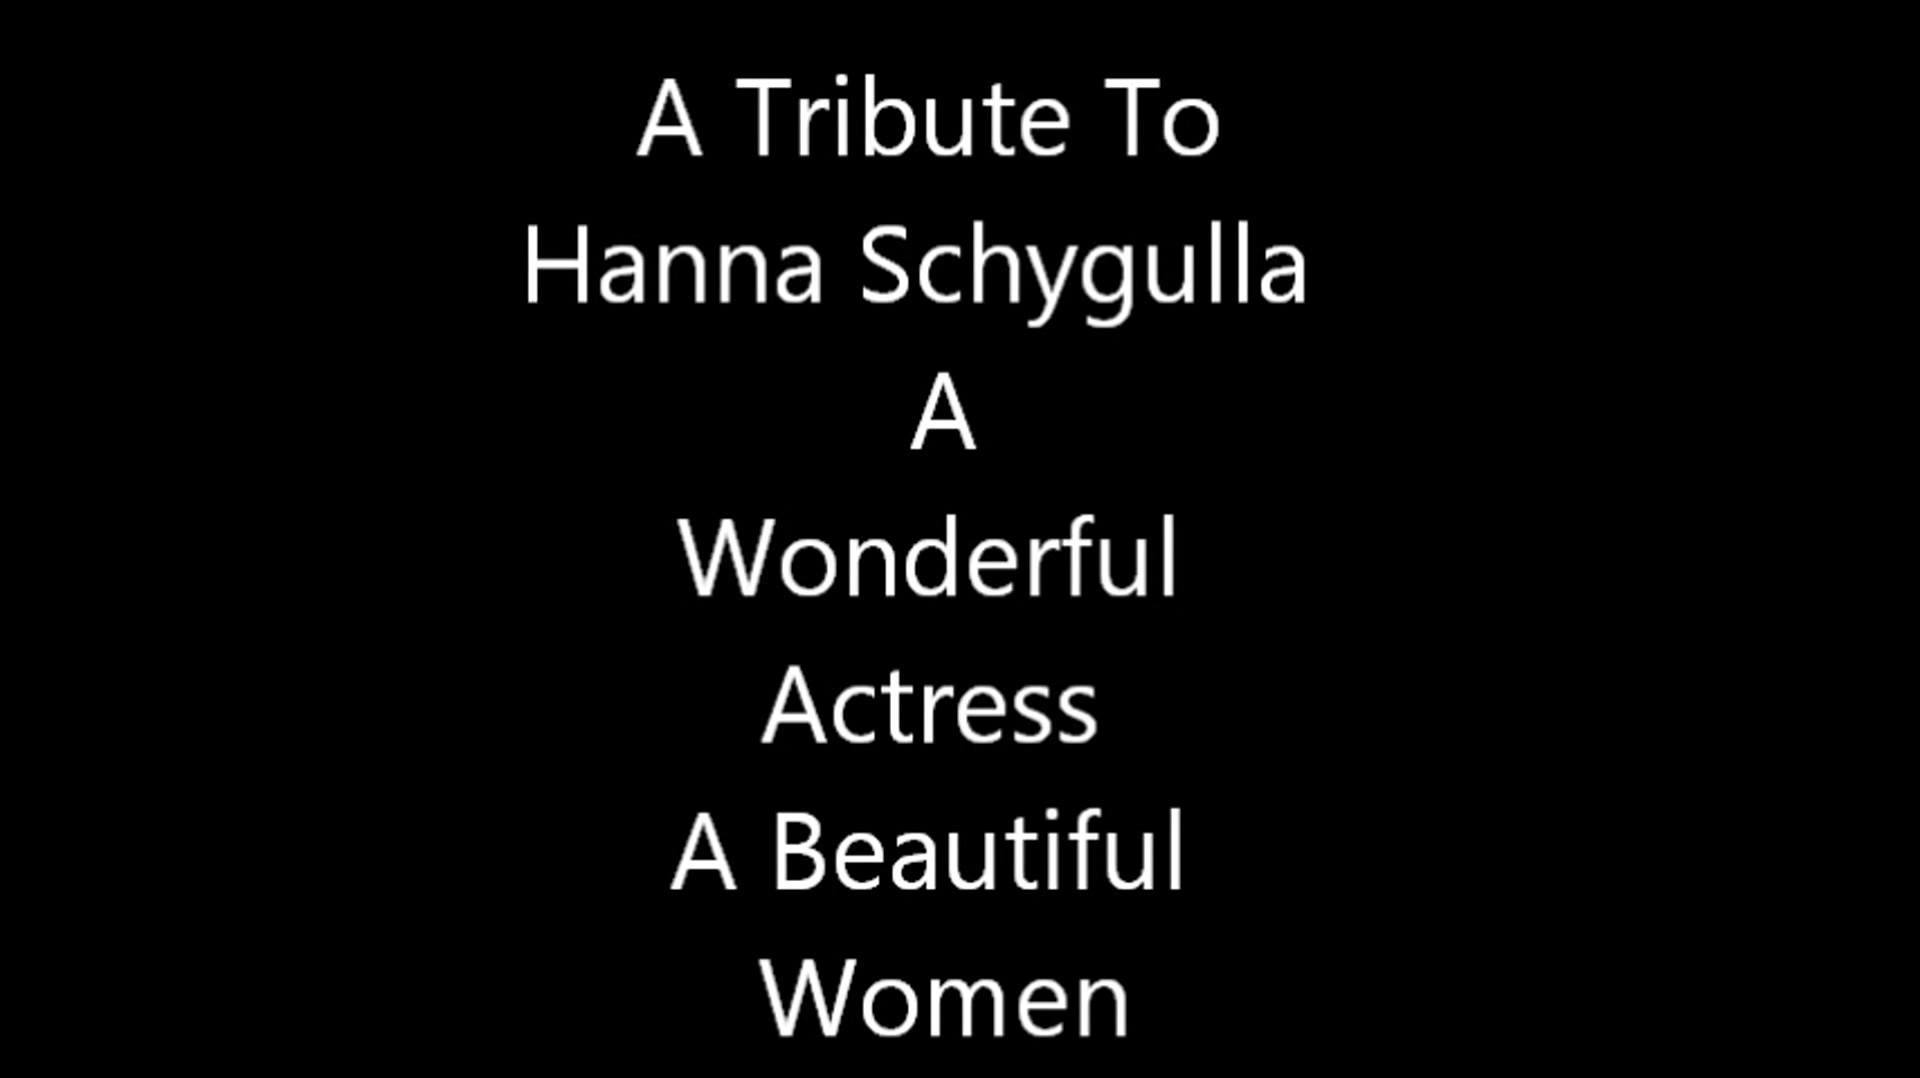 A Tribute To
Hanna Schygulla
A
Wonderful
Actress
A Beautiful
Women